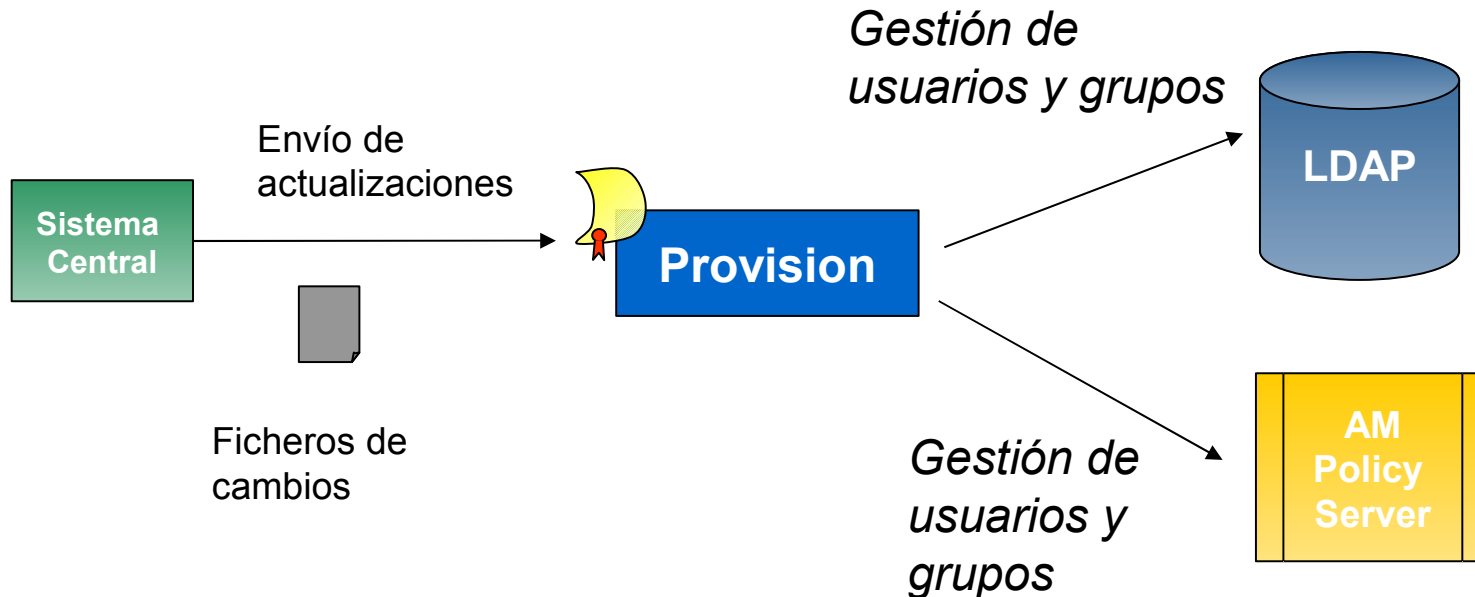 Gestión de
usuarios y grupos
LDAP
Envío de
actualizaciones
Sistema
Central
Provision
Ficheros de
cambios
Gestión de
usuarios y
grupos
AM
Policy
Server